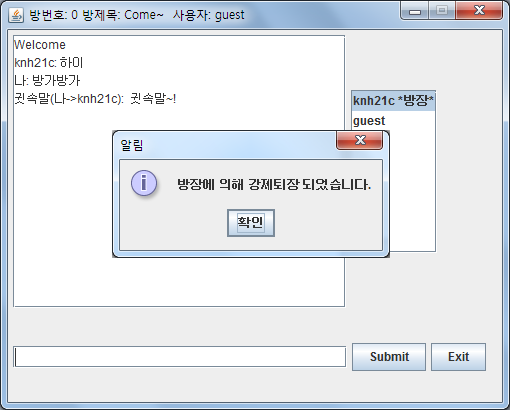 방번호: 0 방제목: Come~ 사용자: guest
Welcome
knh21c: 하이
나: 방가방가
귓속말(나->knh21c): 귓속말~!
knh21c *방장*
guest
알림
방장에 의해 강제퇴장 되었습니다.
확인
Submit
Exit